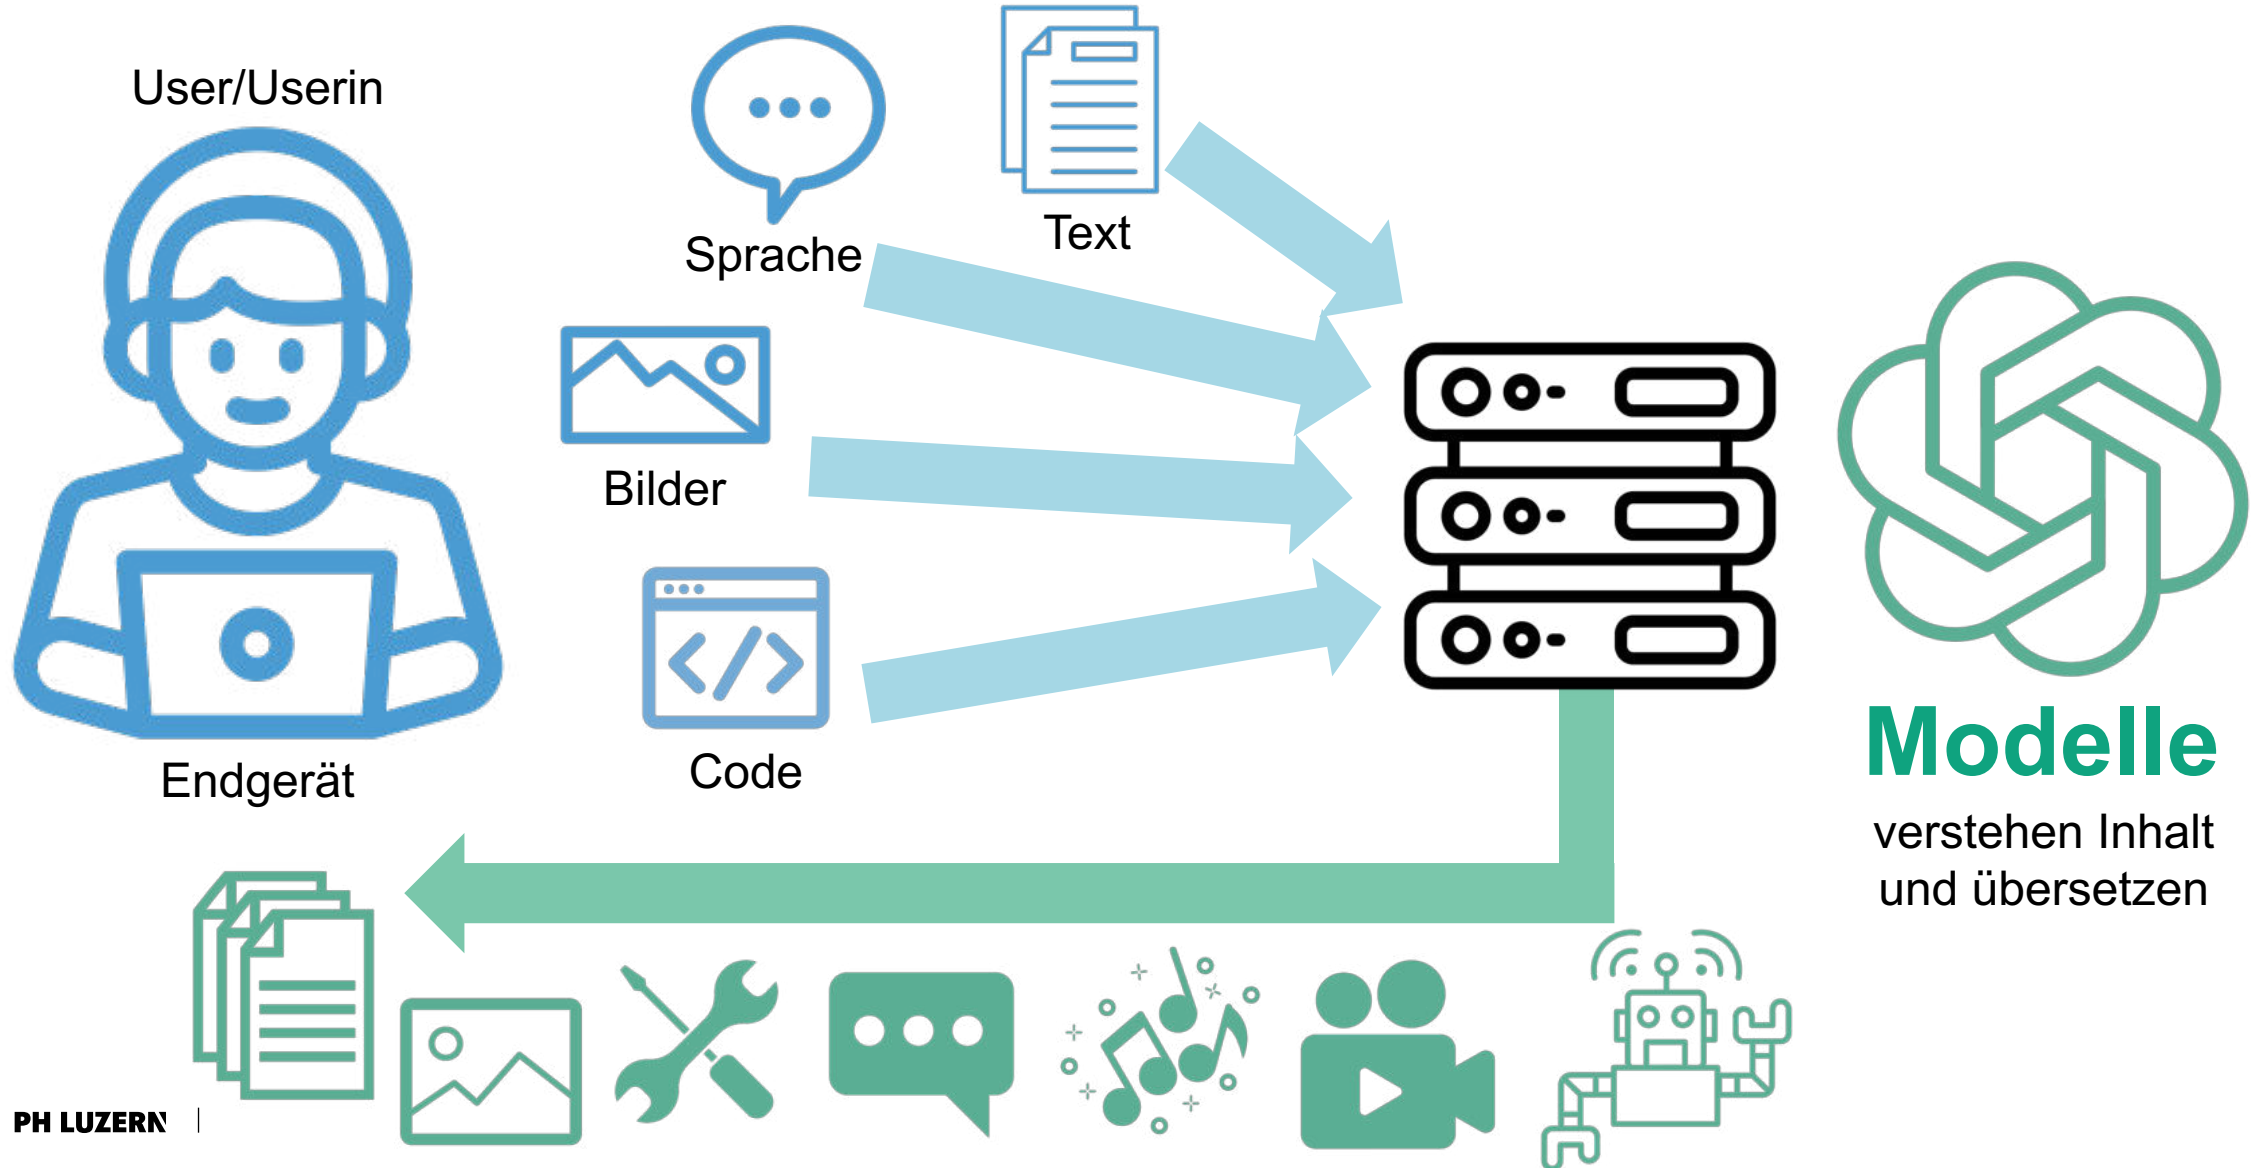 User/Userin
Sprache
Text
Bilder
Code
Endgerät
Modelle
verstehen Inhalt
und übersetzen
PH LUZERN